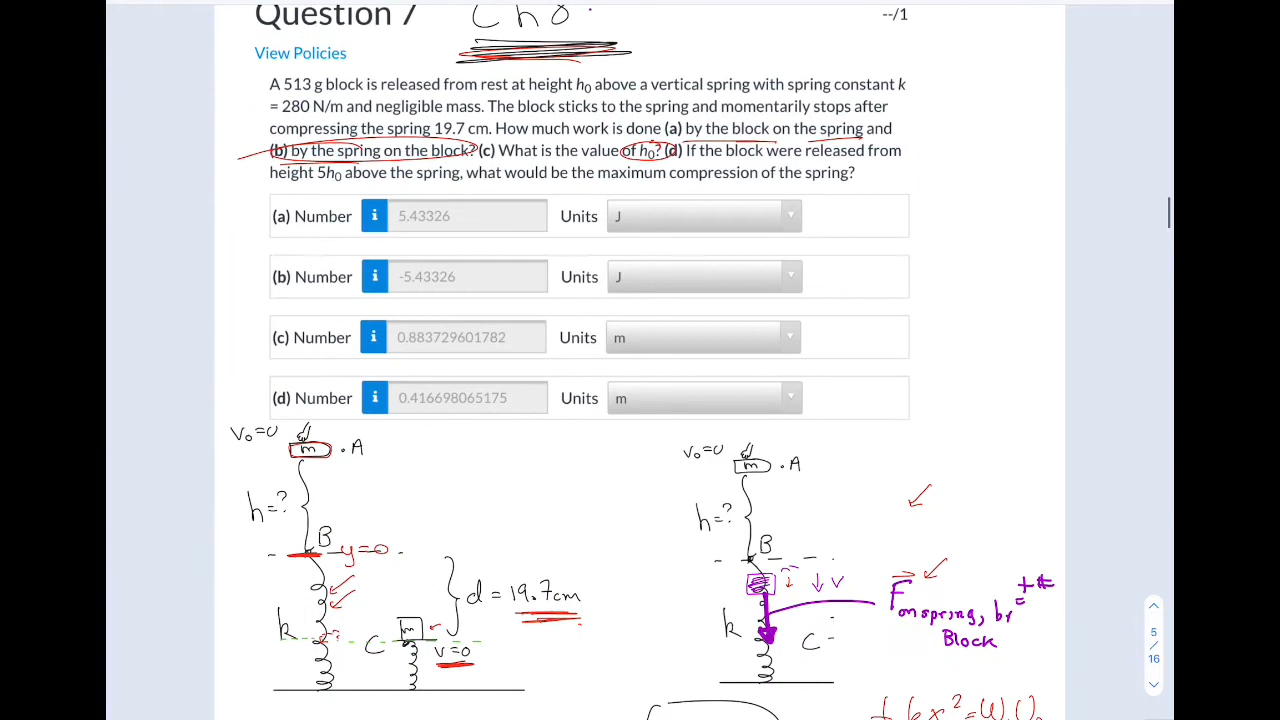 Question 7
Ch 8
--/1
View Policies
A 513 g block is released from rest at height h0 above a vertical spring with spring constant k
= 280 N/m and negligible mass. The block sticks to the spring and momentarily stops after
compressing the spring 19.7 cm. How much work is done (a) by the block on the spring and
(b) by the spring on the block? (c) What is the value of h0? (d) If the block were released from
height 5h0 above the spring, what would be the maximum compression of the spring?
(a) Number i 5.43326 Units J
(b) Number i -5.43326 Units J
(c) Number i 0.883729601782 Units m
(d) Number i 0.416698065175 Units m
v0=0
m . A
h=?
B
y=0
d = 19.7cm
k
m
C
v=0
v0=0
m . A
h=?
B
↓ v
F on spring, by =
Block
k
C
5
/
16